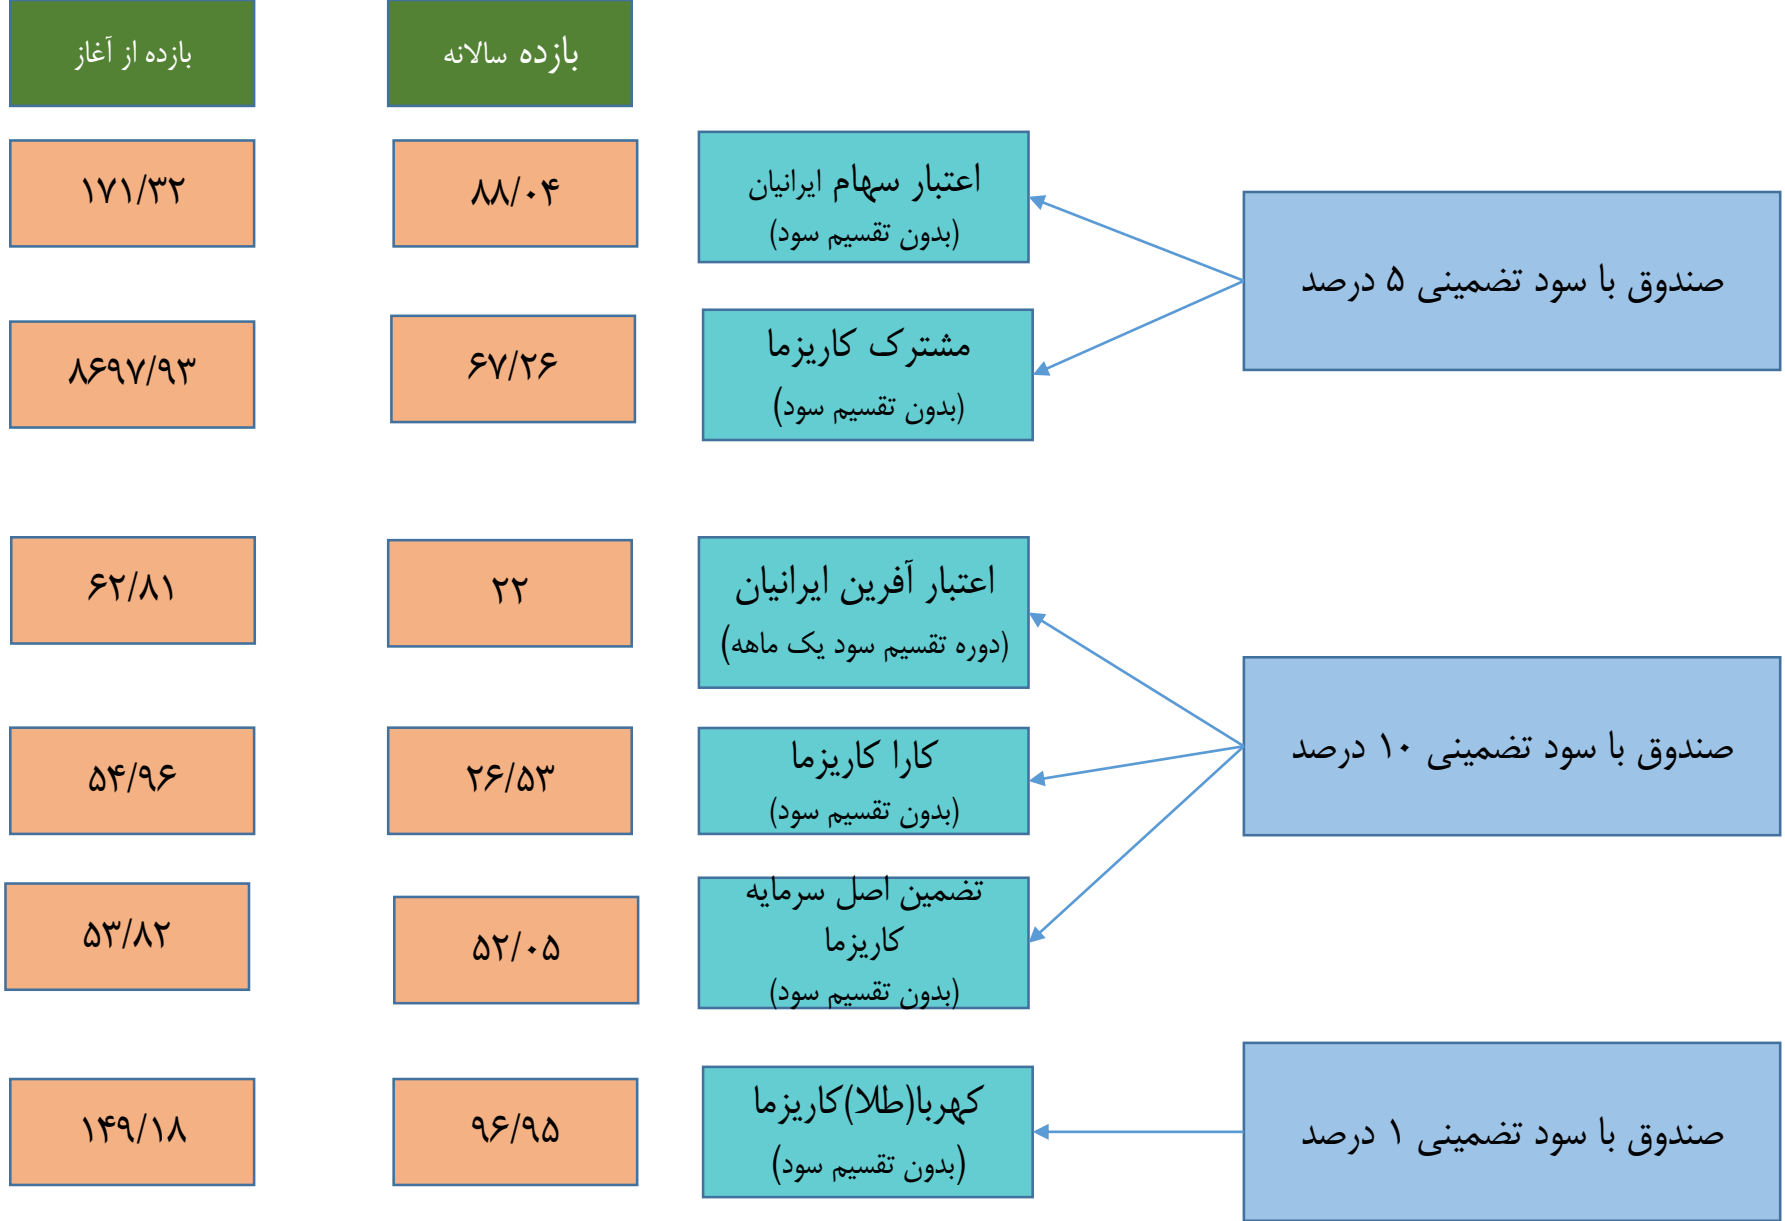 بازده سالانه
بازده از آغاز
صندوق با سود تضمینی ۵ درصد
اعتبار سهام ایرانیان
(بدون تقسیم سود)
۸۸/۰۴
۱۷۱/۳۲
مشترک کاریزما
(بدون تقسیم سود)
۶۷/۲۶
۸۶۹۷/۹۳
صندوق با سود تضمینی ۱۰ درصد
اعتبار آفرین ایرانیان
(دوره تقسیم سود یک ماهه)
۲۲
۶۲/۸۱
کارا کاریزما
(بدون تقسیم سود)
۲۶/۵۳
۵۴/۹۶
تضمین اصل سرمایه
کاریزما
(بدون تقسیم سود)
۵۲/۰۵
۵۳/۸۲
صندوق با سود تضمینی ۱ درصد
کهربا(طلا)کاریزما
(بدون تقسیم سود)
۹۶/۹۵
۱۴۹/۱۸